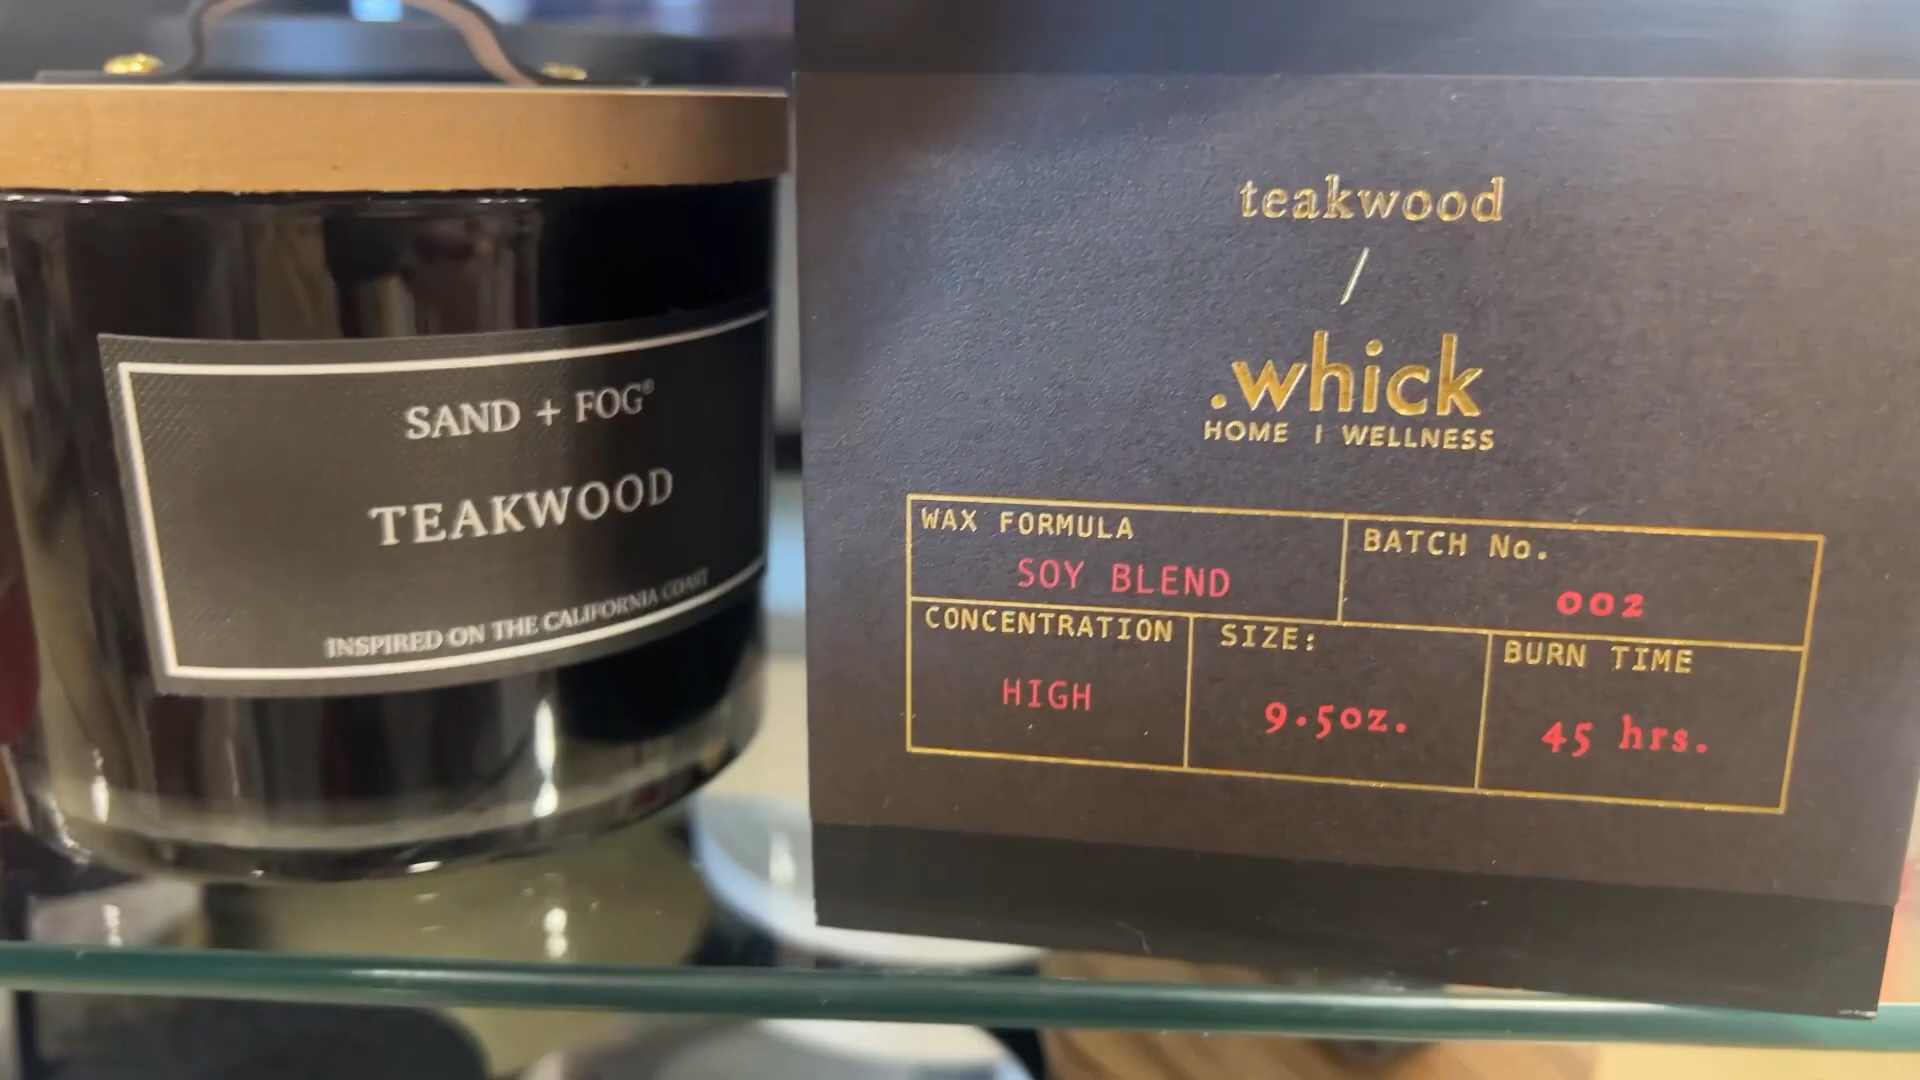 SAND + FOG®
TEAKWOOD
INSPIRED ON THE CALIFORNIA COAST
teakwood
/
.whick
HOME | WELLNESS
WAX FORMULA
SOY BLEND
BATCH No.
002
CONCENTRATION
HIGH
SIZE:
9.5oz.
BURN TIME
45 hrs.